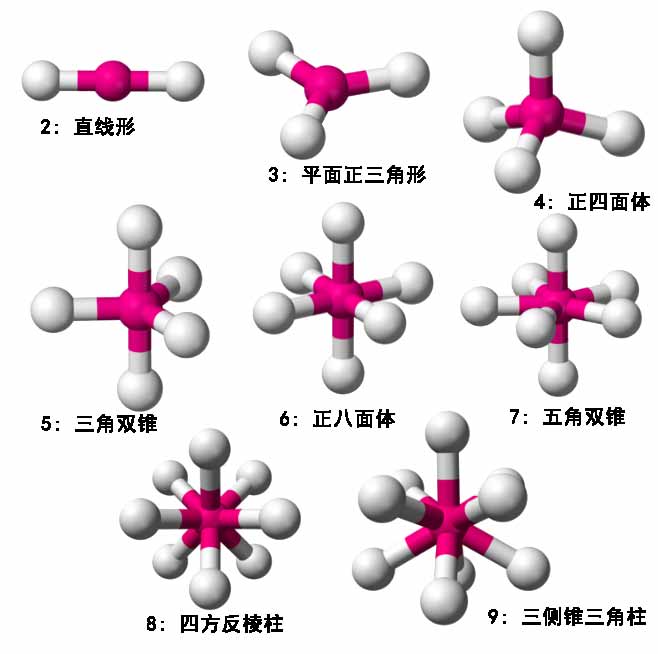 2: 直线形
3: 平面正三角形
4: 正四面体
5: 三角双锥
6: 正八面体
7: 五角双锥
8: 四方反棱柱
9: 三侧锥三角柱